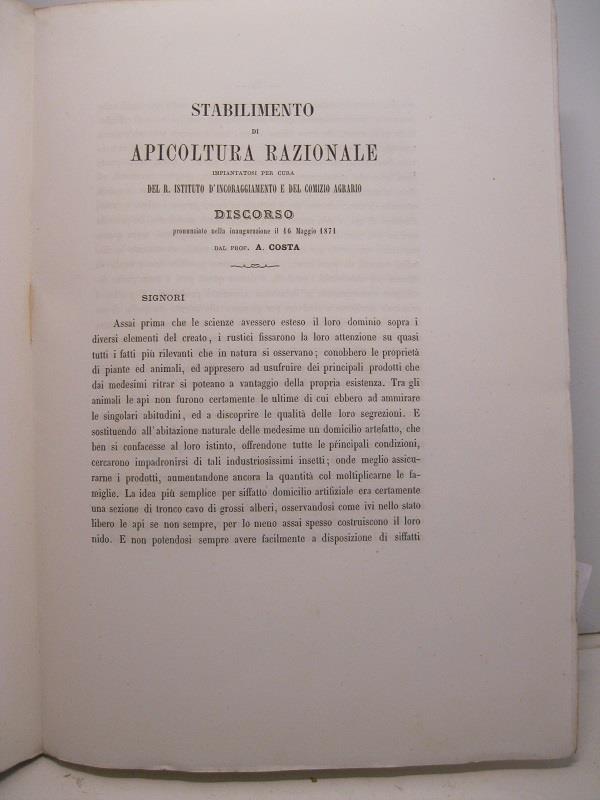 STABILIMENTO
DI
APICOLTURA RAZIONALE
IMPIANTATOSI PER CURA
DEL R. ISTITUTO D'INCORAGGIAMENTO E DEL COMIZIO AGRARIO
DISCORSO
pronunziato nella inaugurazione il 16 Maggio 1871
DAL PROF. A. COSTA
SIGNORI
Assai prima che le scienze avessero esteso il loro dominio sopra i
diversi elementi del creato, i rustici fissarono la loro attenzione su quasi
tutti i fatti più rilevanti che in natura si osservano; conobbero le proprietà
di piante ed animali, ed appresero ad usufruire dei principali prodotti che
dai medesimi ritrar si poteano a vantaggio della propria esistenza. Tra gli
animali le api non furono certamente le ultime di cui ebbero ad ammirare
le singolari abitudini, ed a discoprire le qualità delle loro segrezioni. E
sostituendo all'abitazione naturale delle medesime un domicilio artefatto, che
ben si confacesse al loro istinto, offrendone tutte le principali condizioni,
cercarono impadronirsi di tali industriosissimi insetti; onde meglio assicu-
rarne i prodotti, aumentandone ancora la quantità col moltiplicarne le fa-
miglie. La idea più semplice per siffatto domicilio artifiziale era certamente
una sezione di tronco cavo di grossi alberi, osservandosi come ivi nello stato
libero le api se non sempre, per lo meno assai spesso costruiscono il loro
nido. E non potendosi sempre avere facilmente a disposizione di siffatti